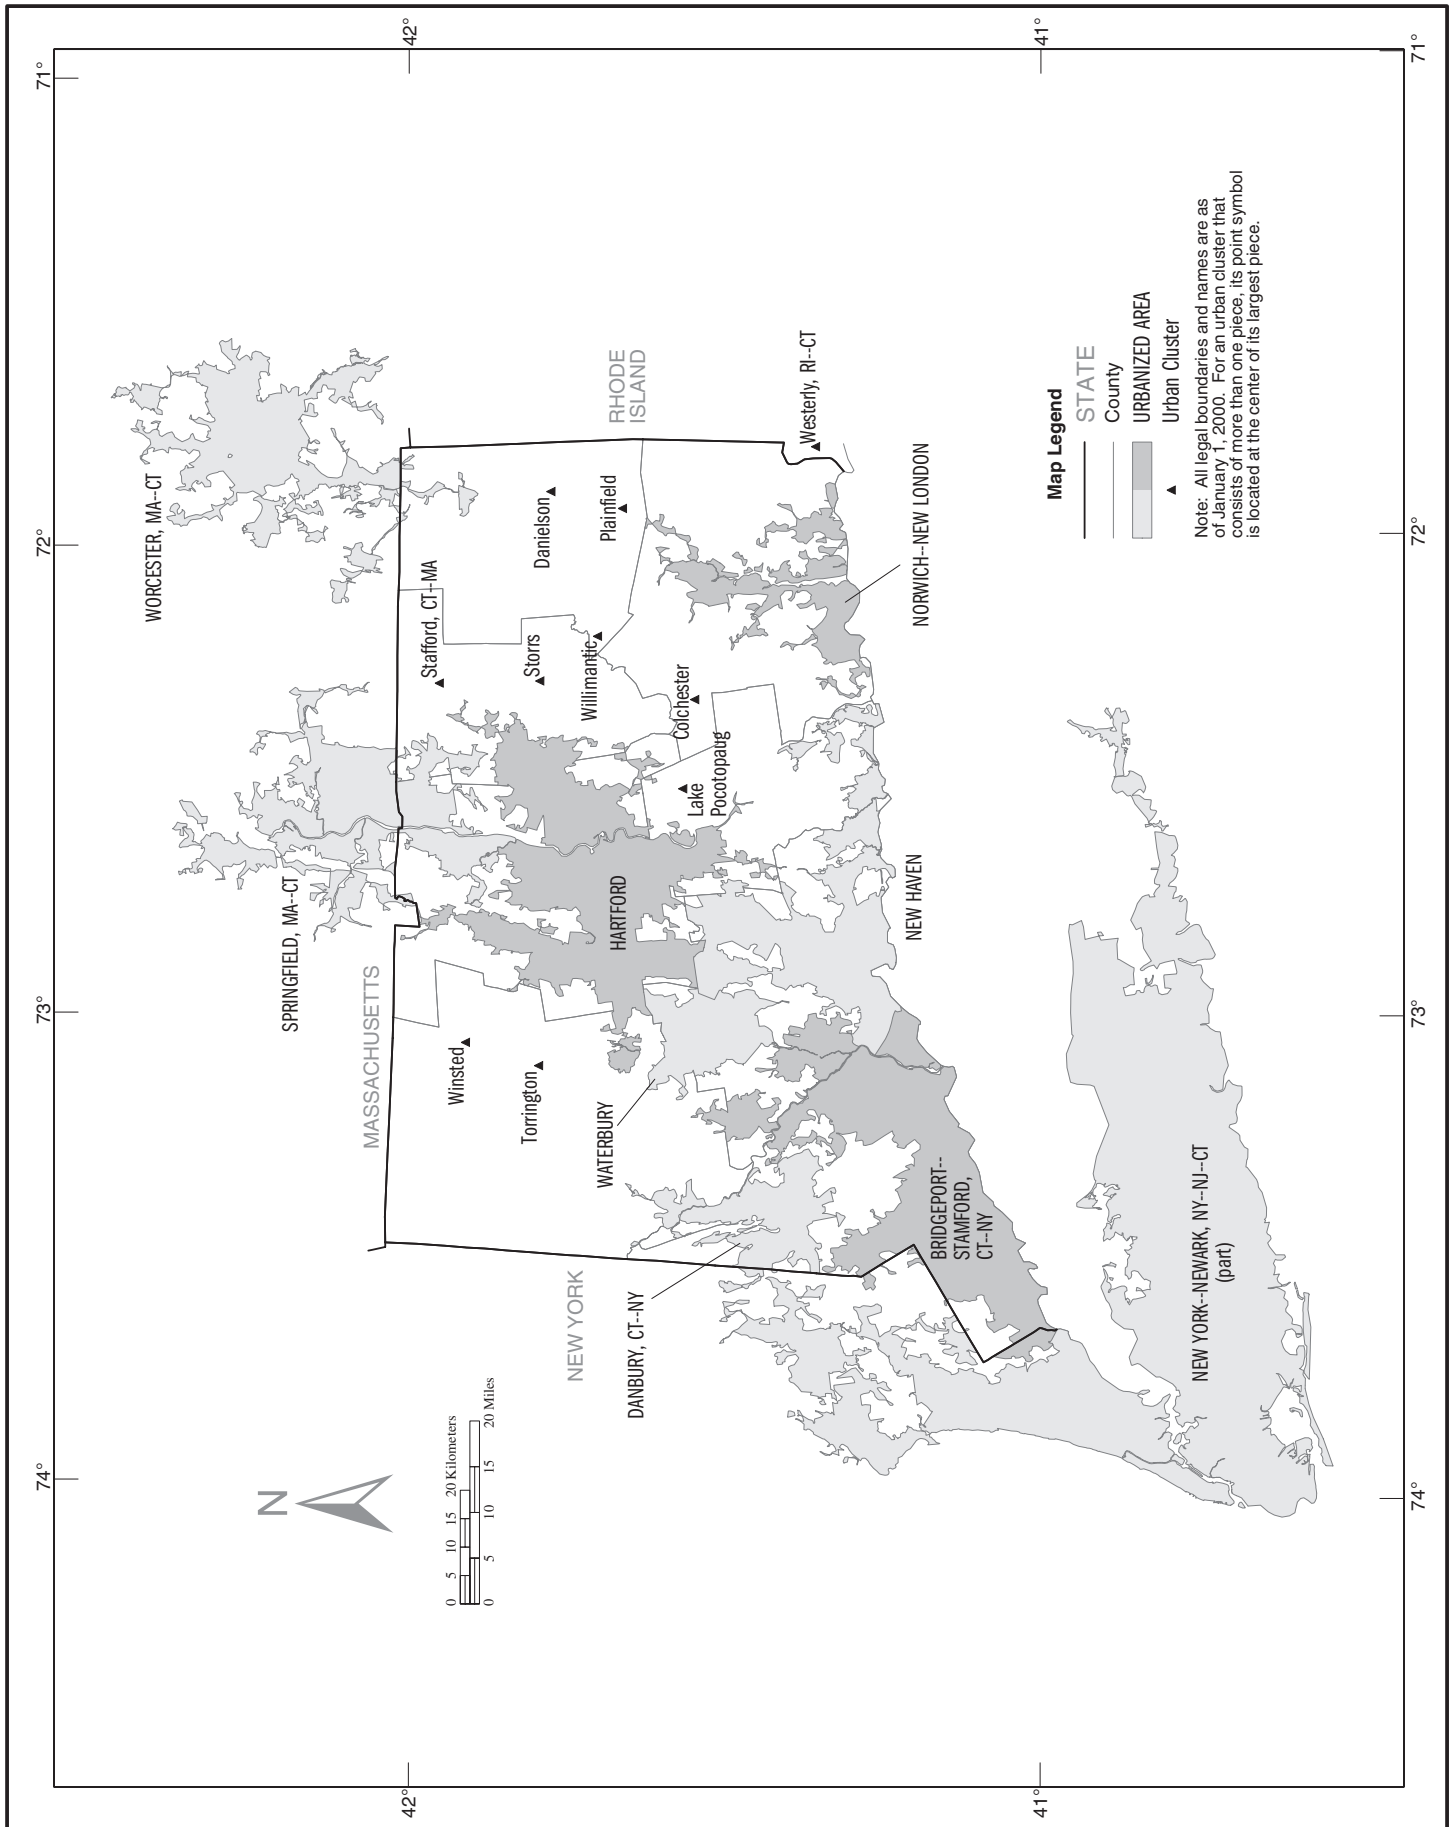 71°
72°
73°
74°
42°
41°
WORCESTER, MA--CT
SPRINGFIELD, MA--CT
MASSACHUSETTS
RHODE
ISLAND
NEW YORK
Stafford, CT--MA
Winsted
Torrington
Storrs
Danielson
Plainfield
Willimantic
Colchester
Lake
Pocotopaug
HARTFORD
WATERBURY
DANBURY, CT--NY
Westerly, RI--CT
NORWICH--NEW LONDON
NEW HAVEN
BRIDGEPORT--
STAMFORD,
CT--NY
NEW YORK--NEWARK, NY--NJ--CT
(part)
N
0 5 10 15 20 Kilometers
0 5 10 15 20 Miles
Map Legend
STATE
County
URBANIZED AREA
Urban Cluster
Note: All legal boundaries and names are as
of January 1, 2000. For an urban cluster that
consists of more than one piece, its point symbol
is located at the center of its largest piece.
42°
41°
71°
72°
73°
74°